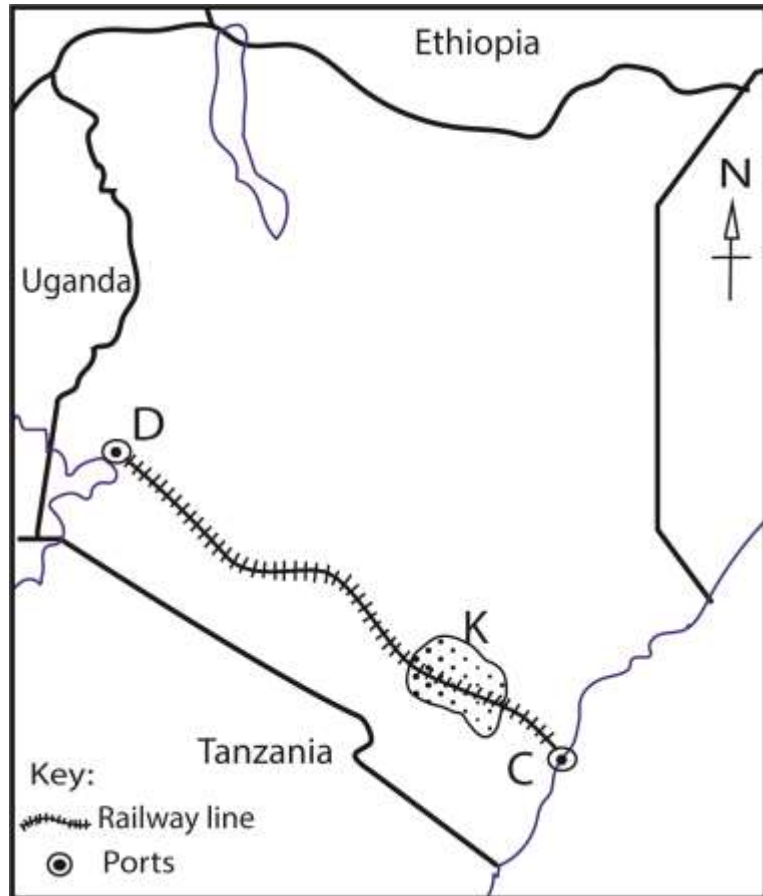 Ethiopia
N
Uganda
D
K
Tanzania
C
Key:
Railway line
Ports